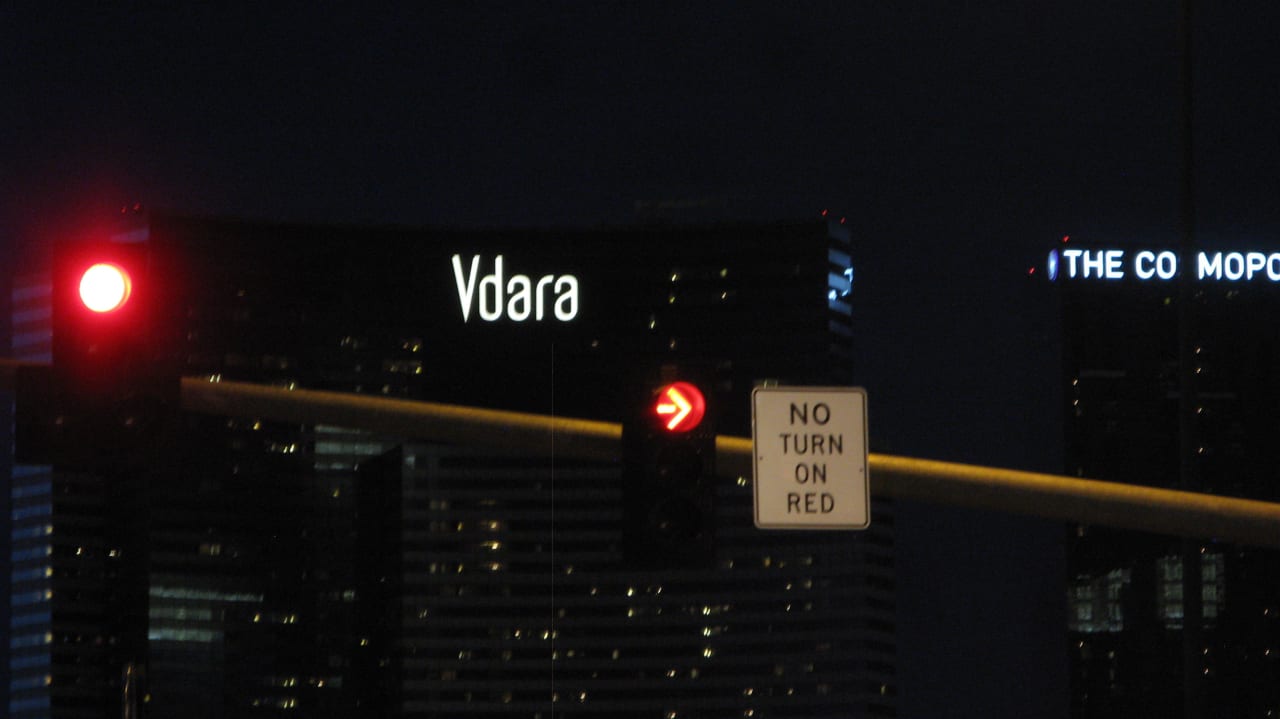 Vdara
THE CO MOPO
NO
TURN
ON
RED